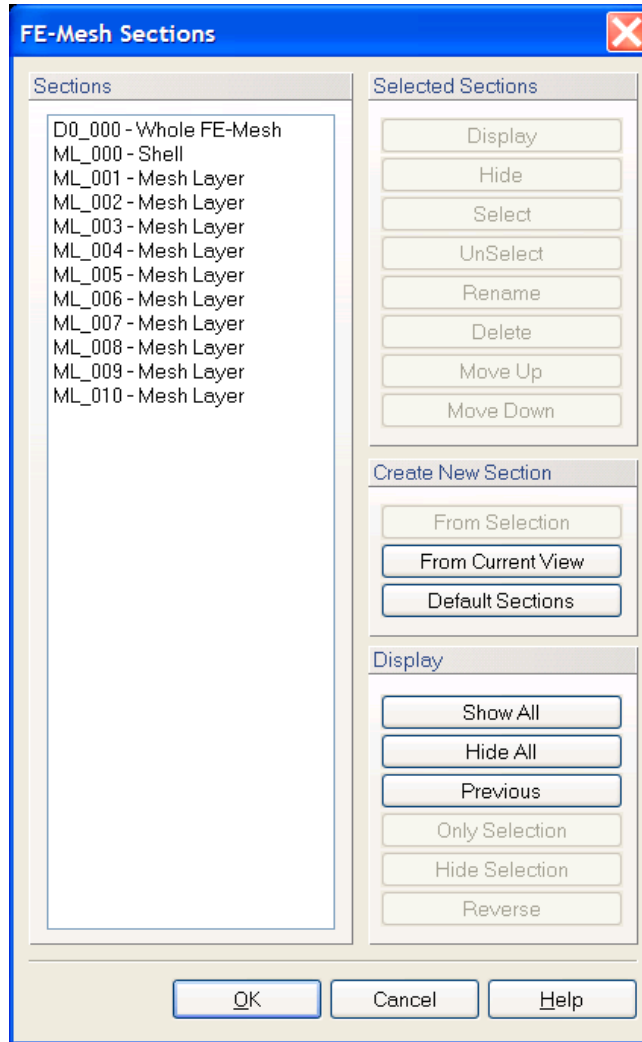 FE-Mesh Sections
Sections
D0_000 - Whole FE-Mesh
ML_000 - Shell
ML_001 - Mesh Layer
ML_002 - Mesh Layer
ML_003 - Mesh Layer
ML_004 - Mesh Layer
ML_005 - Mesh Layer
ML_006 - Mesh Layer
ML_007 - Mesh Layer
ML_008 - Mesh Layer
ML_009 - Mesh Layer
ML_010 - Mesh Layer
Selected Sections
Display
Hide
Select
UnSelect
Rename
Delete
Move Up
Move Down
Create New Section
From Selection
From Current View
Default Sections
Display
Show All
Hide All
Previous
Only Selection
Hide Selection
Reverse
OK
Cancel
Help